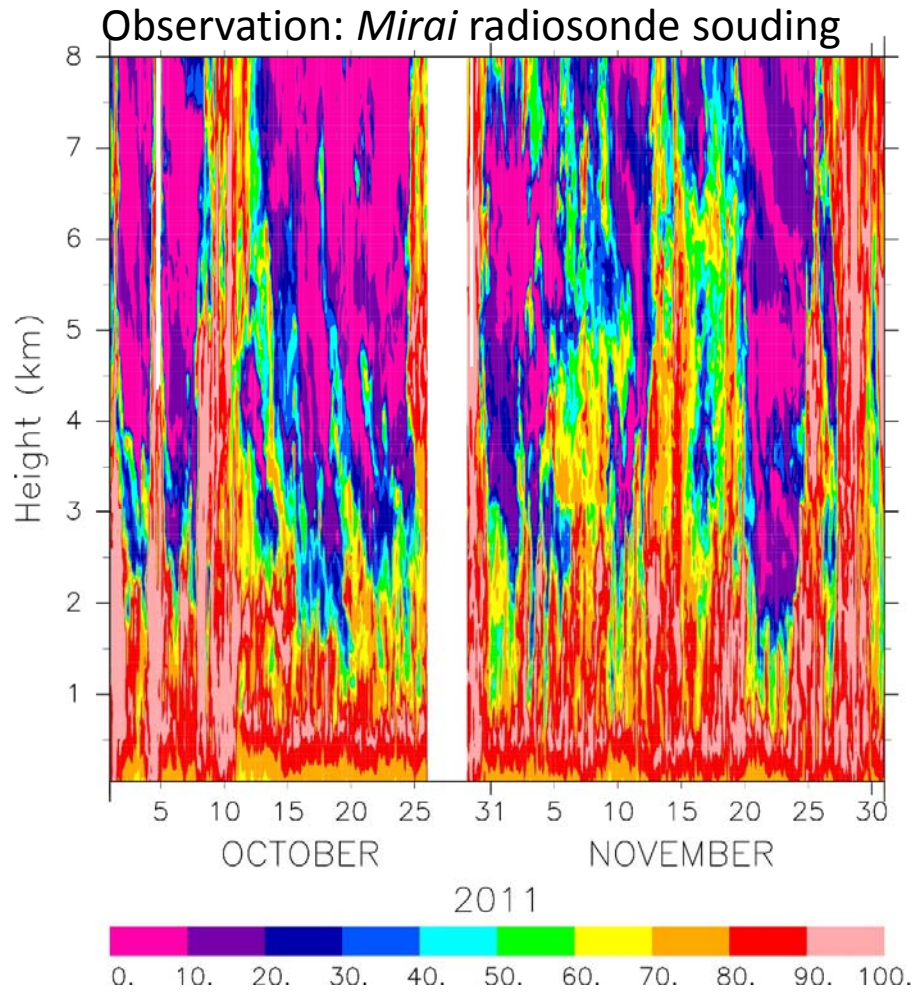 Observation: Mirai radiosonde souding
8
7
6
5
4
3
2
1
Height (km)
5 10 15 20 25 31 5 10 15 20 25 30
OCTOBER NOVEMBER
2011
0. 10. 20. 30. 40. 50. 60. 70. 80. 90. 100.